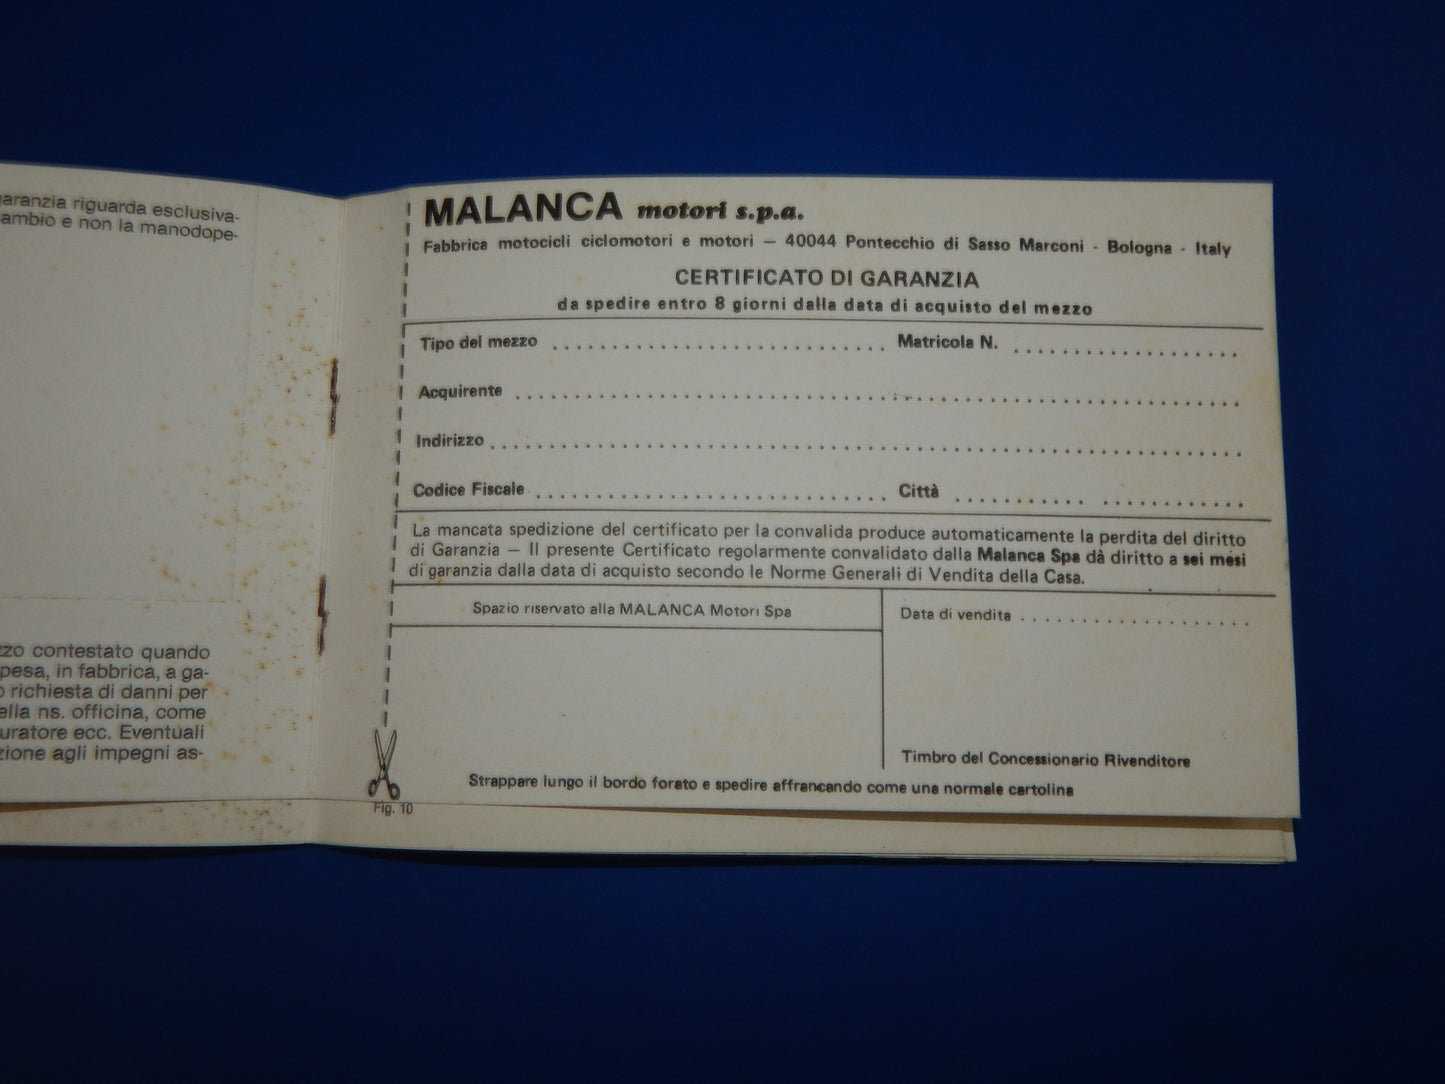 garanzia riguarda esclusiva-
ambio e non la manodope-
zzo contestato quando
pesa, in fabbrica, a ga-
o richiesta di danni per
ella ns. officina, come
uratore ecc. Eventuali
zione agli impegni as-
MALANCA motori s.p.a.
Fabbrica motocicli ciclomotori e motori — 40044 Pontecchio di Sasso Marconi - Bologna - Italy
CERTIFICATO DI GARANZIA
da spedire entro 8 giorni dalla data di acquisto del mezzo
Tipo del mezzo Matricola N.
Acquirente
Indirizzo
Codice Fiscale Città
La mancata spedizione del certificato per la convalida produce automaticamente la perdita del diritto
di Garanzia — Il presente Certificato regolarmente convalidato dalla Malanca Spa dà diritto a sei mesi
di garanzia dalla data di acquisto secondo le Norme Generali di Vendita della Casa.
Spazio riservato alla MALANCA Motori Spa
Data di vendita
Timbro del Concessionario Rivenditore
Strappare lungo il bordo forato e spedire affrancando come una normale cartolina
Fig. 10